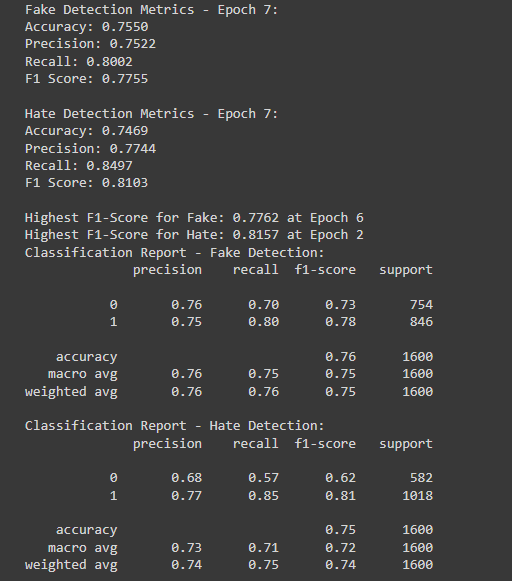 Fake Detection Metrics - Epoch 7:
Accuracy: 0.7550
Precision: 0.7522
Recall: 0.8002
F1 Score: 0.7755
Hate Detection Metrics - Epoch 7:
Accuracy: 0.7469
Precision: 0.7744
Recall: 0.8497
F1 Score: 0.8103
Highest F1-Score for Fake: 0.7762 at Epoch 6
Highest F1-Score for Hate: 0.8157 at Epoch 2
Classification Report - Fake Detection:
precision recall f1-score support
0 0.76 0.70 0.73 754
1 0.75 0.80 0.78 846
accuracy 0.76 1600
macro avg 0.76 0.75 0.75 1600
weighted avg 0.76 0.76 0.75 1600
Classification Report - Hate Detection:
precision recall f1-score support
0 0.68 0.57 0.62 582
1 0.77 0.85 0.81 1018
accuracy 0.75 1600
macro avg 0.73 0.71 0.72 1600
weighted avg 0.74 0.75 0.74 1600